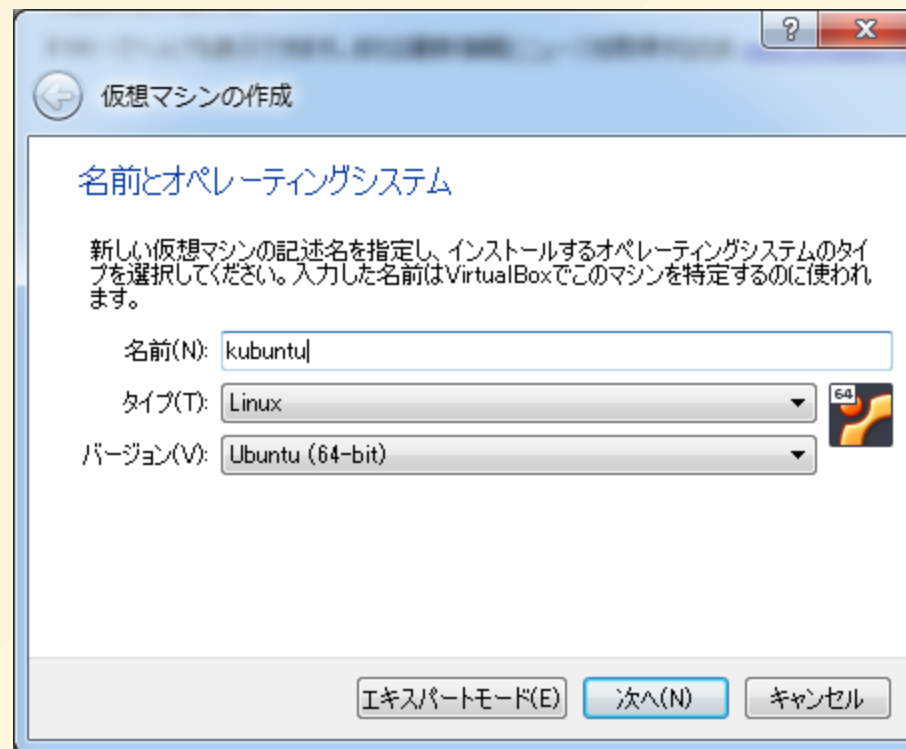 仮想マシンの作成
名前とオペレーティングシステム
新しい仮想マシンの記述名を指定し、インストールするオペレーティングシステムのタイ
プを選択してください。入力した名前はVirtualBoxでこのマシンを特定するのに使われ
ます。
名前(N): kubuntu
タイプ(T): Linux
64
バージョン(V): Ubuntu (64-bit)
エキスパートモード(E) 次へ(N) キャンセル